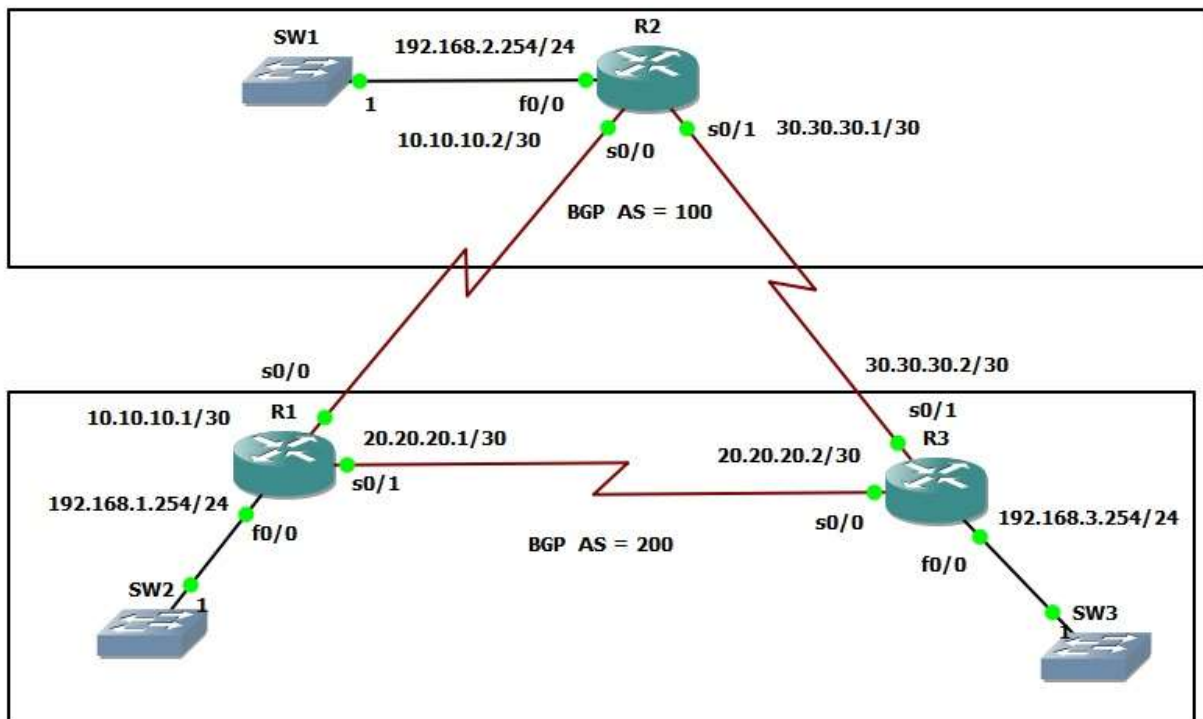 R2
SW1
192.168.2.254/24
1
f0/0
10.10.10.2/30
s0/0
s0/1
30.30.30.1/30
BGP AS = 100
s0/0
30.30.30.2/30
10.10.10.1/30
R1
s0/1
20.20.20.1/30
R3
20.20.20.2/30
s0/1
192.168.1.254/24
s0/0
192.168.3.254/24
f0/0
BGP AS = 200
f0/0
SW2
1
SW3
1